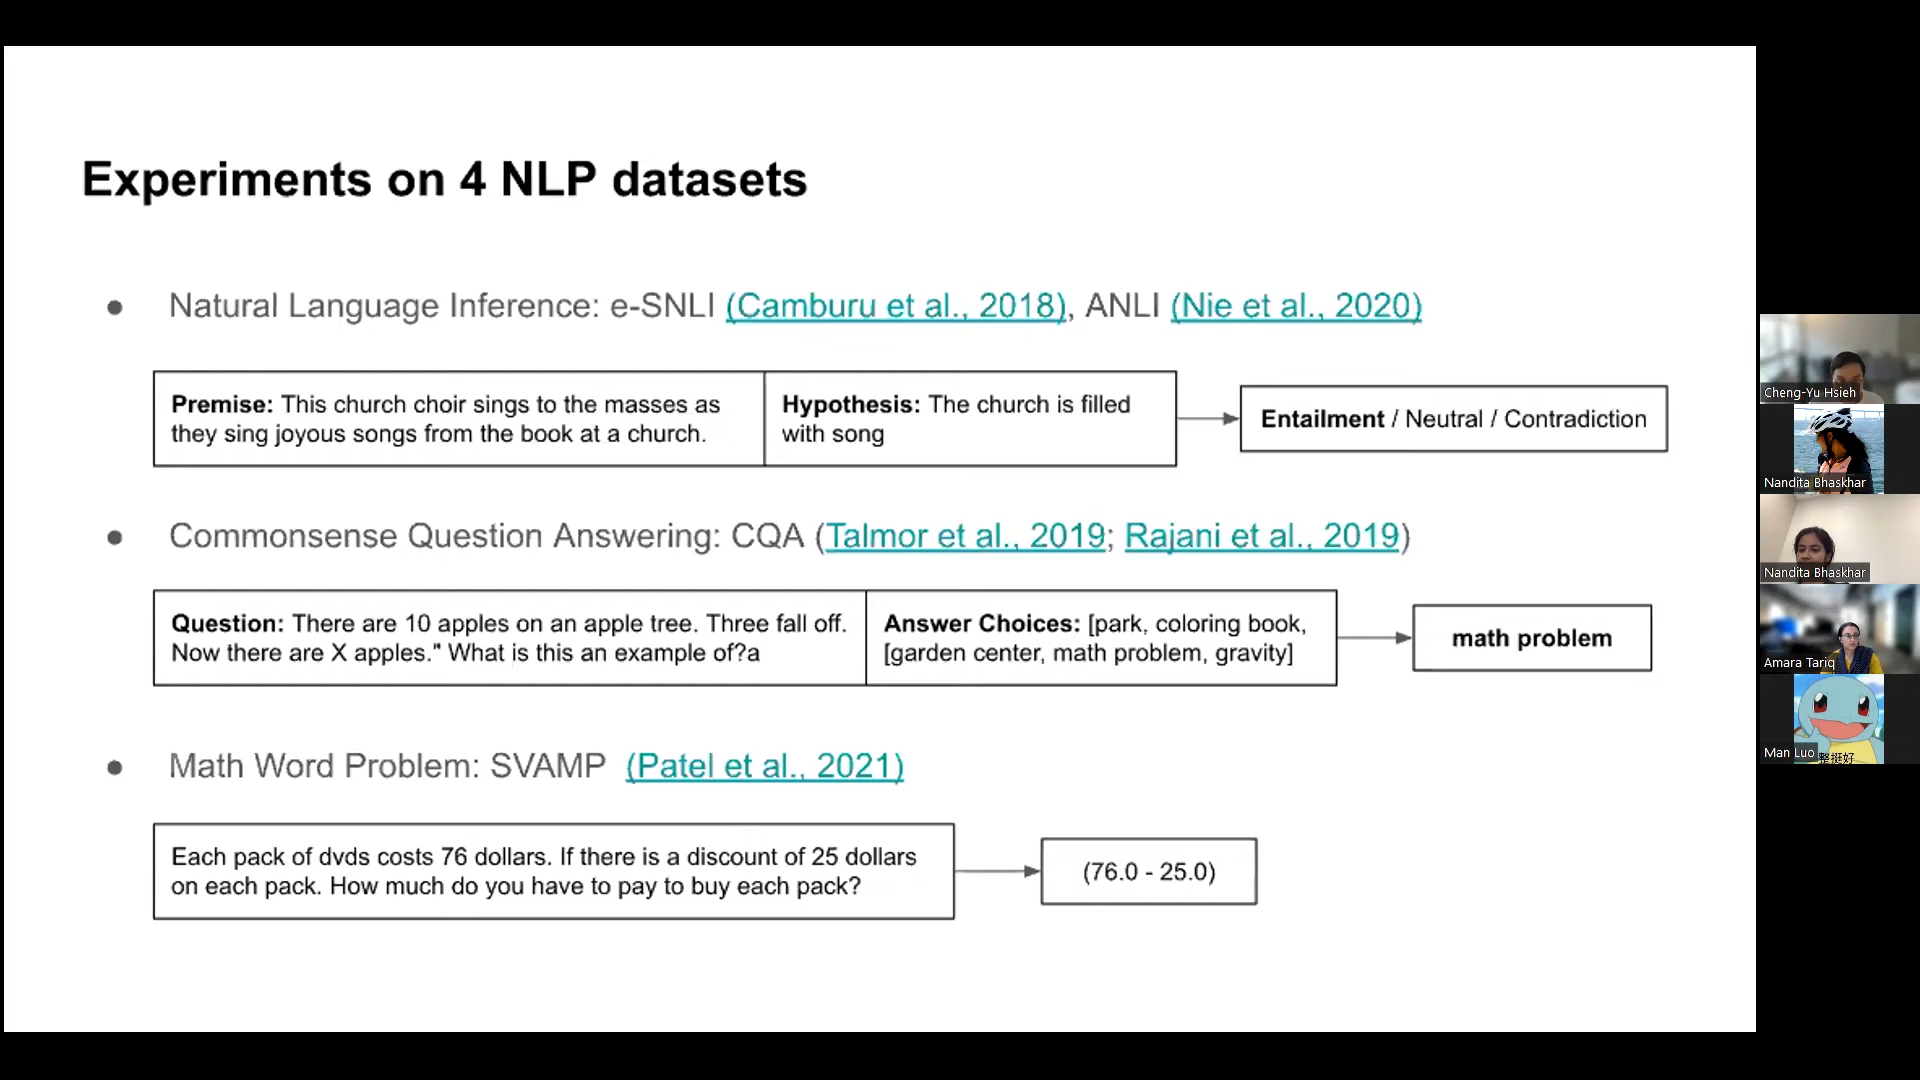 Experiments on 4 NLP datasets
● Natural Language Inference: e-SNLI (Camburu et al., 2018), ANLI (Nie et al., 2020)
Premise: This church choir sings to the masses as
they sing joyous songs from the book at a church.
Hypothesis: The church is filled
with song
Entailment / Neutral / Contradiction
● Commonsense Question Answering: CQA (Talmor et al., 2019; Rajani et al., 2019)
Question: There are 10 apples on an apple tree. Three fall off.
Now there are X apples." What is this an example of?a
Answer Choices: [park, coloring book,
[garden center, math problem, gravity]
math problem
● Math Word Problem: SVAMP (Patel et al., 2021)
Each pack of dvds costs 76 dollars. If there is a discount of 25 dollars
on each pack. How much do you have to pay to buy each pack?
(76.0 - 25.0)
Cheng-Yu Hsieh
Nandita Bhaskhar
Nandita Bhaskhar
Amara Tariq
Man Luo
整挺好